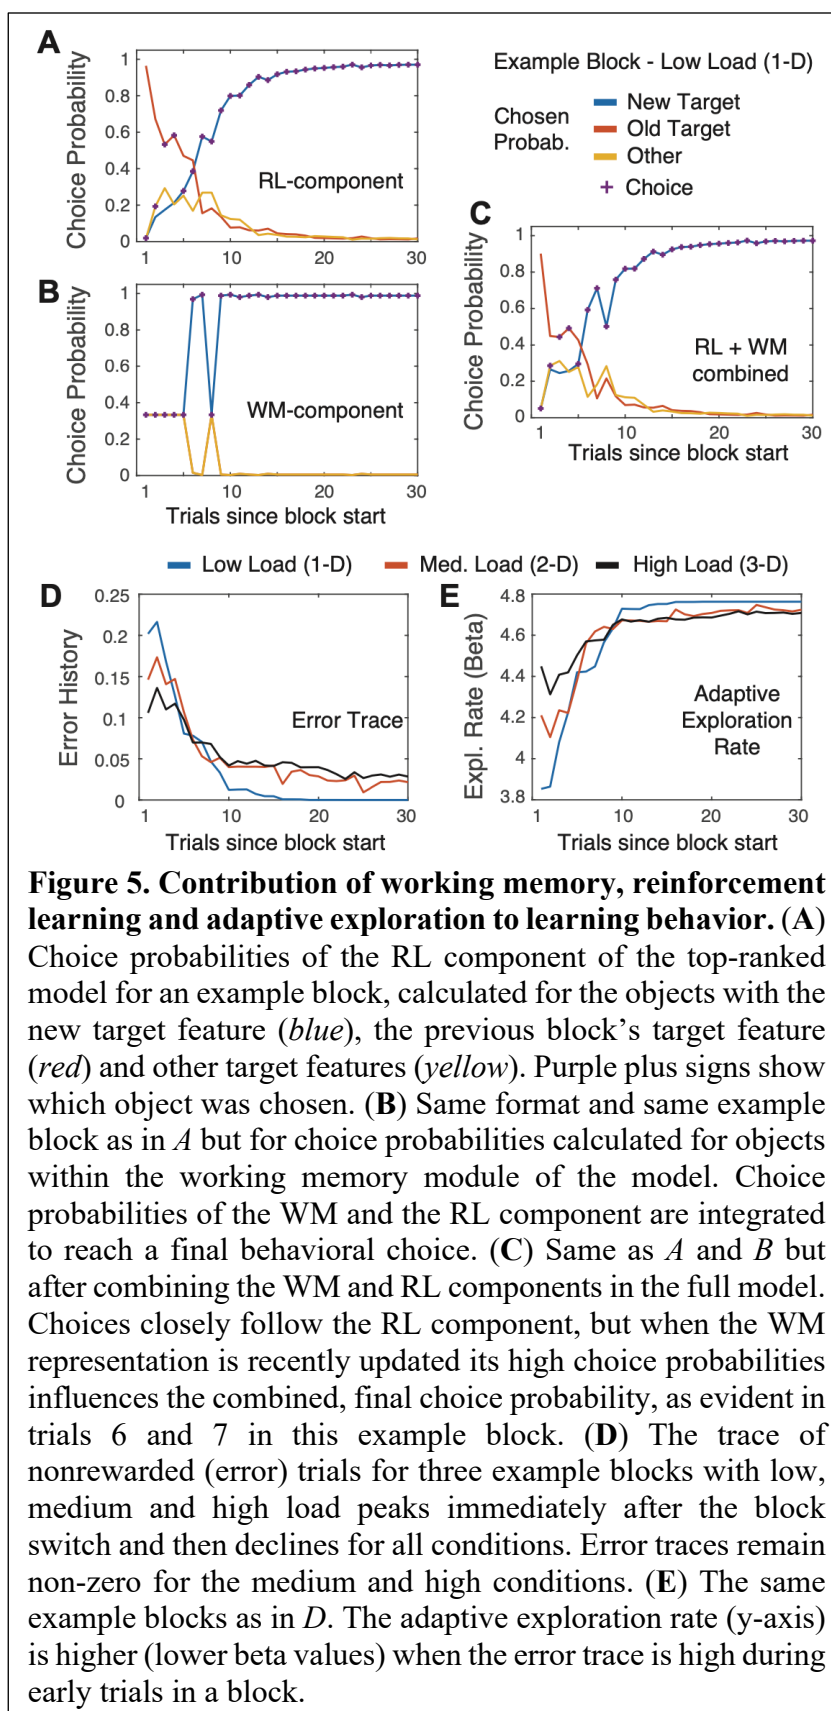 A
Choice Probability
1
0.8
0.6
0.4
0.2
0
RL-component
1
10
20
30
Example Block - Low Load (1-D)
Chosen
Probab.
New Target
Old Target
Other
Choice
B
Choice Probability
1
0.8
0.6
0.4
0.2
0
WM-component
1
10
20
30
Trials since block start
C
Choice Probability
1
0.8
0.6
0.4
0.2
0
RL + WM
combined
1
10
20
30
Trials since block start
Low Load (1-D)
Med. Load (2-D)
High Load (3-D)
D
Error History
0.25
0.2
0.15
0.1
0.05
0
Error Trace
1
10
20
30
Trials since block start
E
Expl. Rate (Beta)
4.8
4.6
4.4
4.2
4
3.8
Adaptive
Exploration
Rate
1
10
20
30
Trials since block start
Figure 5. Contribution of working memory, reinforcement
learning and adaptive exploration to learning behavior. (A)
Choice probabilities of the RL component of the top-ranked
model for an example block, calculated for the objects with the
new target feature (blue), the previous block's target feature
(red) and other target features (yellow). Purple plus signs show
which object was chosen. (B) Same format and same example
block as in A but for choice probabilities calculated for objects
within the working memory module of the model. Choice
probabilities of the WM and the RL component are integrated
to reach a final behavioral choice. (C) Same as A and B but
after combining the WM and RL components in the full model.
Choices closely follow the RL component, but when the WM
representation is recently updated its high choice probabilities
influences the combined, final choice probability, as evident in
trials 6 and 7 in this example block. (D) The trace of
nonrewarded (error) trials for three example blocks with low,
medium and high load peaks immediately after the block
switch and then declines for all conditions. Error traces remain
non-zero for the medium and high conditions. (E) The same
example blocks as in D. The adaptive exploration rate (y-axis)
is higher (lower beta values) when the error trace is high during
early trials in a block.